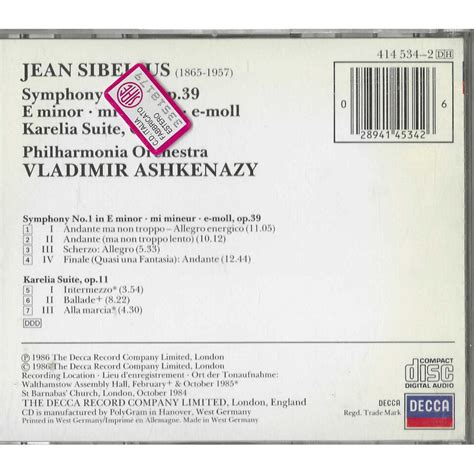 414 534-2 DH
JEAN SIBELIUS (1865-1957)
Symphony op.39
E minor · mi mi · e-moll
Karelia Suite,
Philharmonia Orchestra
VLADIMIR ASHKENAZY
CD-ITALIA
FABBRICATO
ESTERO
SIAE
0 6
28941 45342
Symphony No.1 in E minor · mi mineur · e-moll, op.39
1 I Andante ma non troppo – Allegro energico (11.05)
2 II Andante (ma non troppo lento) (10.12)
3 III Scherzo: Allegro (5.33)
4 IV Finale (Quasi una Fantasia): Andante (12.44)
Karelia Suite, op.11
5 I Intermezzo* (3.54)
6 II Ballade+ (8.22)
7 III Alla marcia* (4.30)
DDD
Ⓟ 1986 The Decca Record Company Limited, London
© 1986 The Decca Record Company Limited, London
Recording Location · Lieu d'enregistrement · Ort der Tonaufnahme:
Walthamstow Assembly Hall, February+ & October 1985*
St Barnabas' Church, London, October 1984
THE DECCA RECORD COMPANY LIMITED, London, England
CD is manufactured by PolyGram in Hanover, West Germany
Printed in West Germany/Imprimé en Allemagne. Made in West Germany
DECCA
Regd. Trade Mark
COMPACT
disc
DIGITAL AUDIO
DECCA